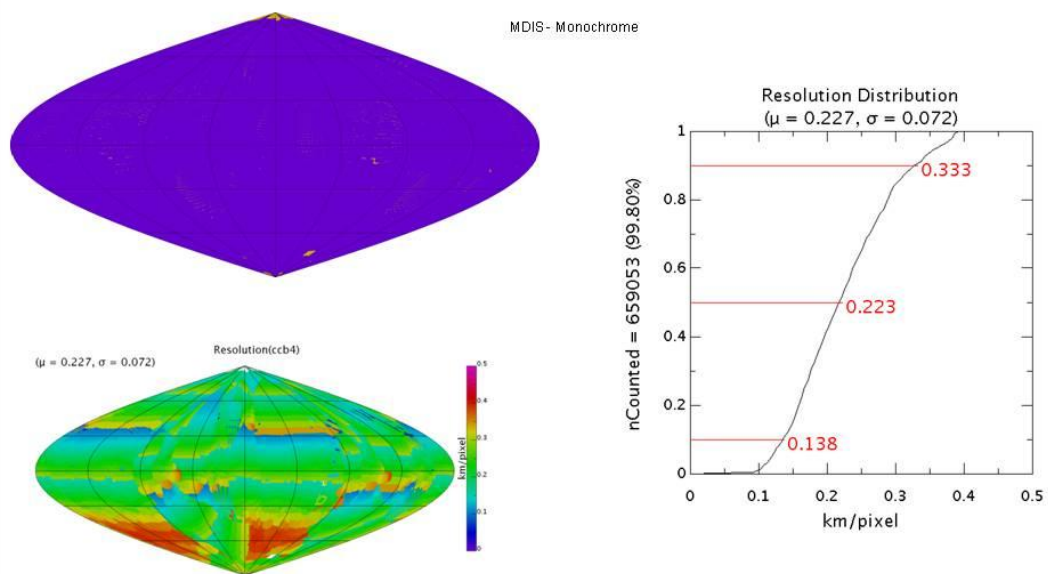 MDIS- Monochrome
Resolution Distribution
(μ = 0.227, σ = 0.072)
nCounted = 659053 (99.80%)
1
0.8
0.6
0.4
0.2
0
0.333
0.223
0.138
0
0.1
0.2
0.3
0.4
0.5
km/pixel
Resolution(ccb4)
(μ = 0.227, σ = 0.072)
0.5
0.4
0.3
0.2
0.1
0
km/pixel